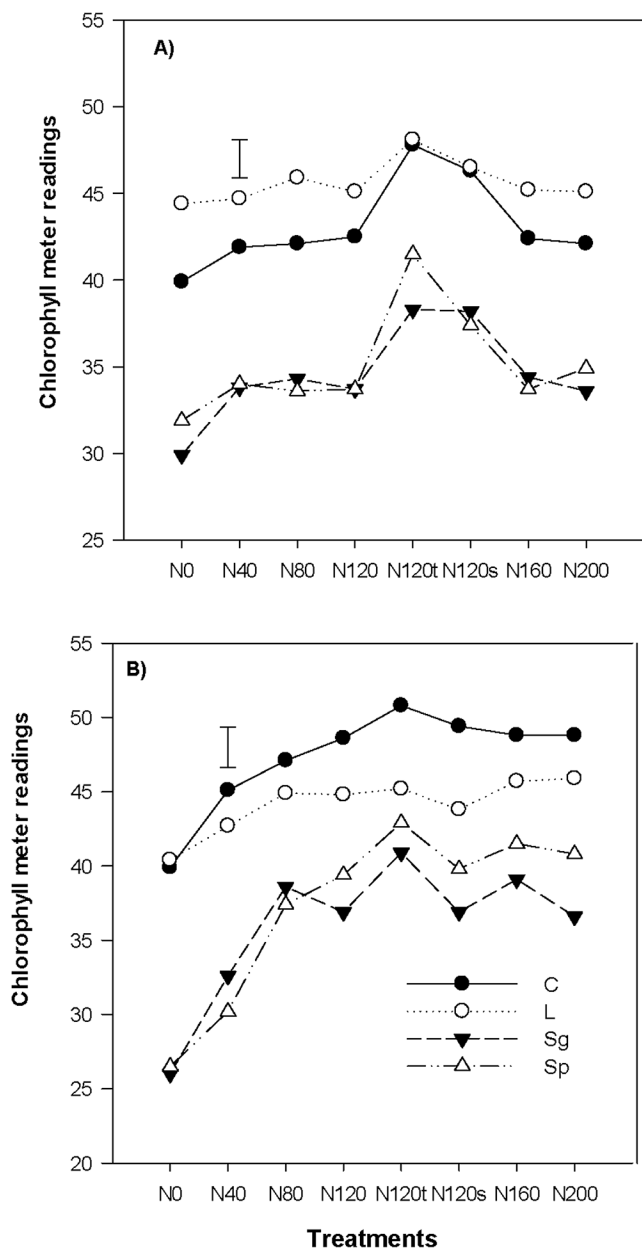 A)
Chlorophyll meter readings
55
50
45
40
35
30
25
N0 N40 N80 N120 N120t N120s N160 N200
B)
Chlorophyll meter readings
55
50
45
40
35
30
25
20
C
L
Sg
Sp
N0 N40 N80 N120 N120t N120s N160 N200
Treatments